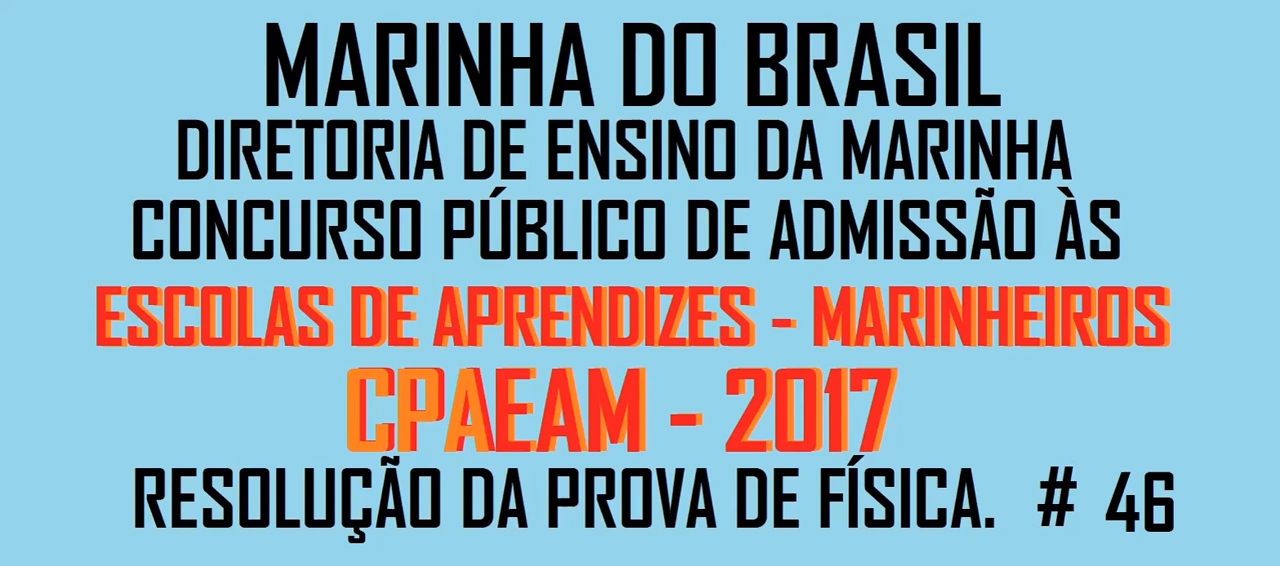 MARINHA DO BRASIL
DIRETORIA DE ENSINO DA MARINHA
CONCURSO PÚBLICO DE ADMISSÃO ÀS
ESCOLAS DE APRENDIZES - MARINHEIROS
CPAEAM - 2017
RESOLUÇÃO DA PROVA DE FÍSICA. # 46